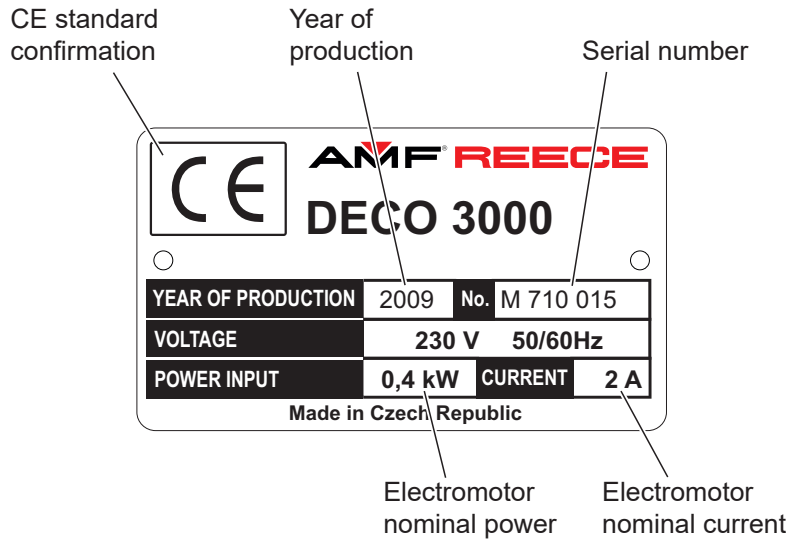 CE standard
confirmation
Year of
production
Serial number
CE
AMF® REECE
DECO 3000
YEAR OF PRODUCTION 2009 No. M 710 015
VOLTAGE 230 V 50/60Hz
POWER INPUT 0,4 kW CURRENT 2 A
Made in Czech Republic
Electromotor
nominal power
Electromotor
nominal current